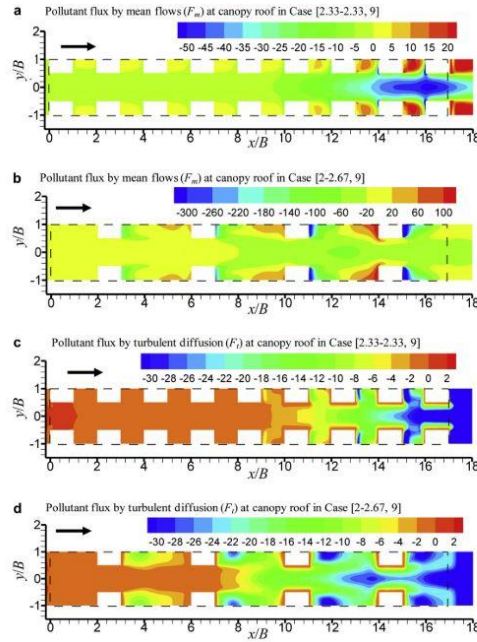 a Pollutant flux by mean flows (Fm) at canopy roof in Case [2.33-2.33, 9]
-50 -45 -35 -30 -25 -20 -15 -10 -5 0 5 10 15 20
y/B
2
1
0
-1
0 2 4 6 8 10 12 14 16 18
x/B
b Pollutant flux by mean flows (Fm) at canopy roof in Case [2-2.67, 9]
-300 -260 -220 -180 -140 -100 -60 -20 20 60 100
y/B
2
1
0
-1
0 2 4 6 8 10 12 14 16 18
x/B
c Pollutant flux by turbulent diffusion (Ft) at canopy roof in Case [2.33-2.33, 9]
-30 -28 -24 -22 -20 -18 -16 -14 -12 -10 -8 -6 -4 0 2
y/B
2
1
0
-1
0 2 4 6 8 10 12 14 16 18
x/B
d Pollutant flux by turbulent diffusion (Ft) at canopy roof in Case [2-2.67, 9]
-30 -28 -26 -22 -20 -18 -16 -14 -12 -10 -8 -6 -4 0 2
y/B
2
1
0
-1
0 2 4 6 8 10 12 14 16 18
x/B